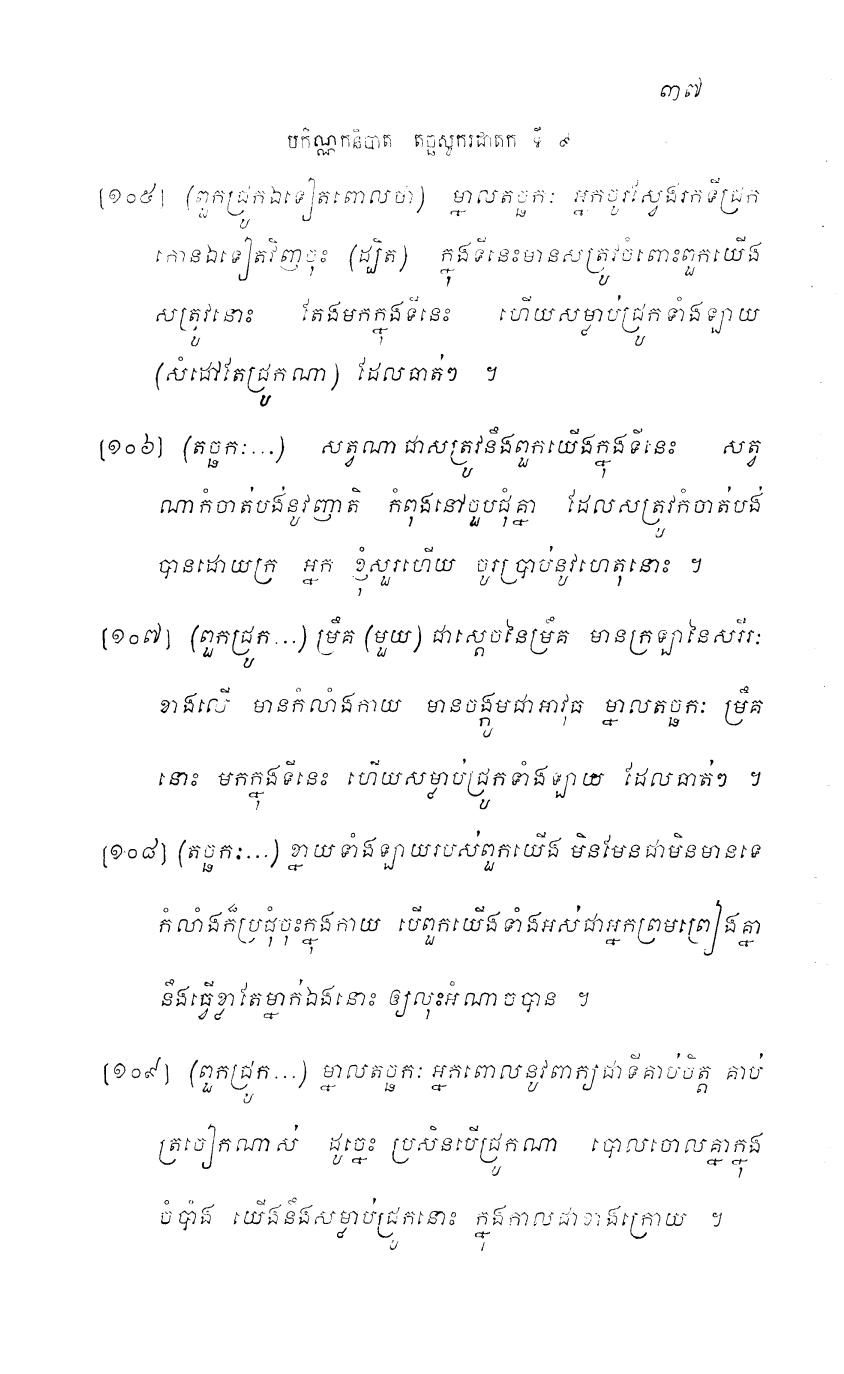 ៣៧
បកិណ្ណកនិបាត តច្ឆសូករជាតក ទី ៩
[១០៥] (ពួកជ្រូកឯទៀតពោលថា) ម្នាលតច្ឆកៈ អ្នកចូរស្វែងរកទីជ្រក
កោនឯទៀតវិញចុះ (ដ្បិត) ក្នុងទីនេះមានសត្រូវចំពោះពួកយើង
សត្រូវនោះ តែងមកក្នុងទីនេះ ហើយសម្លាប់ជ្រូកទាំងឡាយ
(សំដៅតែជ្រូកណា) ដែលធាត់ៗ ។
[១០៦] (តច្ឆកៈ...) សត្វណាជាសត្រូវនឹងពួកយើងក្នុងទីនេះ សត្វ
ណាកំចាត់បង់នូវញាតិ កំពុងនៅចួបជុំគ្នា ដែលសត្រូវកំចាត់បង់
បានដោយក្រ អ្នក ខ្ញុំសួរហើយ ចូរប្រាប់នូវហេតុនោះ ។
[១០៧] (ពួកជ្រូក...) ម្រឹគ (មួយ) ជាស្តេចនៃម្រឹគ មានក្រឡានៃសរីរៈ
ខាងលើ មានកំលាំងកាយ មានចង្កូមជាអាវុធ ម្នាលតច្ឆកៈ ម្រឹគ
នោះ មកក្នុងទីនេះ ហើយសម្លាប់ជ្រូកទាំងឡាយ ដែលធាត់ៗ ។
[១០៨] (តច្ឆកៈ...) ខ្នាយទាំងឡាយរបស់ពួកយើង មិនមែនជាមិនមានទេ
កំលាំងក៏ប្រជុំចុះក្នុងកាយ បើពួកយើងទាំងអស់ជាអ្នកព្រមព្រៀងគ្នា
នឹងធ្វើខ្លាតែម្នាក់ឯងនោះ ឲ្យលុះអំណាចបាន ។
[១០៩] (ពួកជ្រូក...) ម្នាលតច្ឆកៈ អ្នកពោលនូវពាក្យជាទីគាប់ចិត្ត គាប់
ត្រចៀកណាស់ ដូច្នេះ ប្រសិនបើជ្រូកណា បោលចោលគ្នាក្នុង
ចំបាំង យើងនឹងសម្លាប់ជ្រូកនោះ ក្នុងកាលជាខាងក្រោយ ។